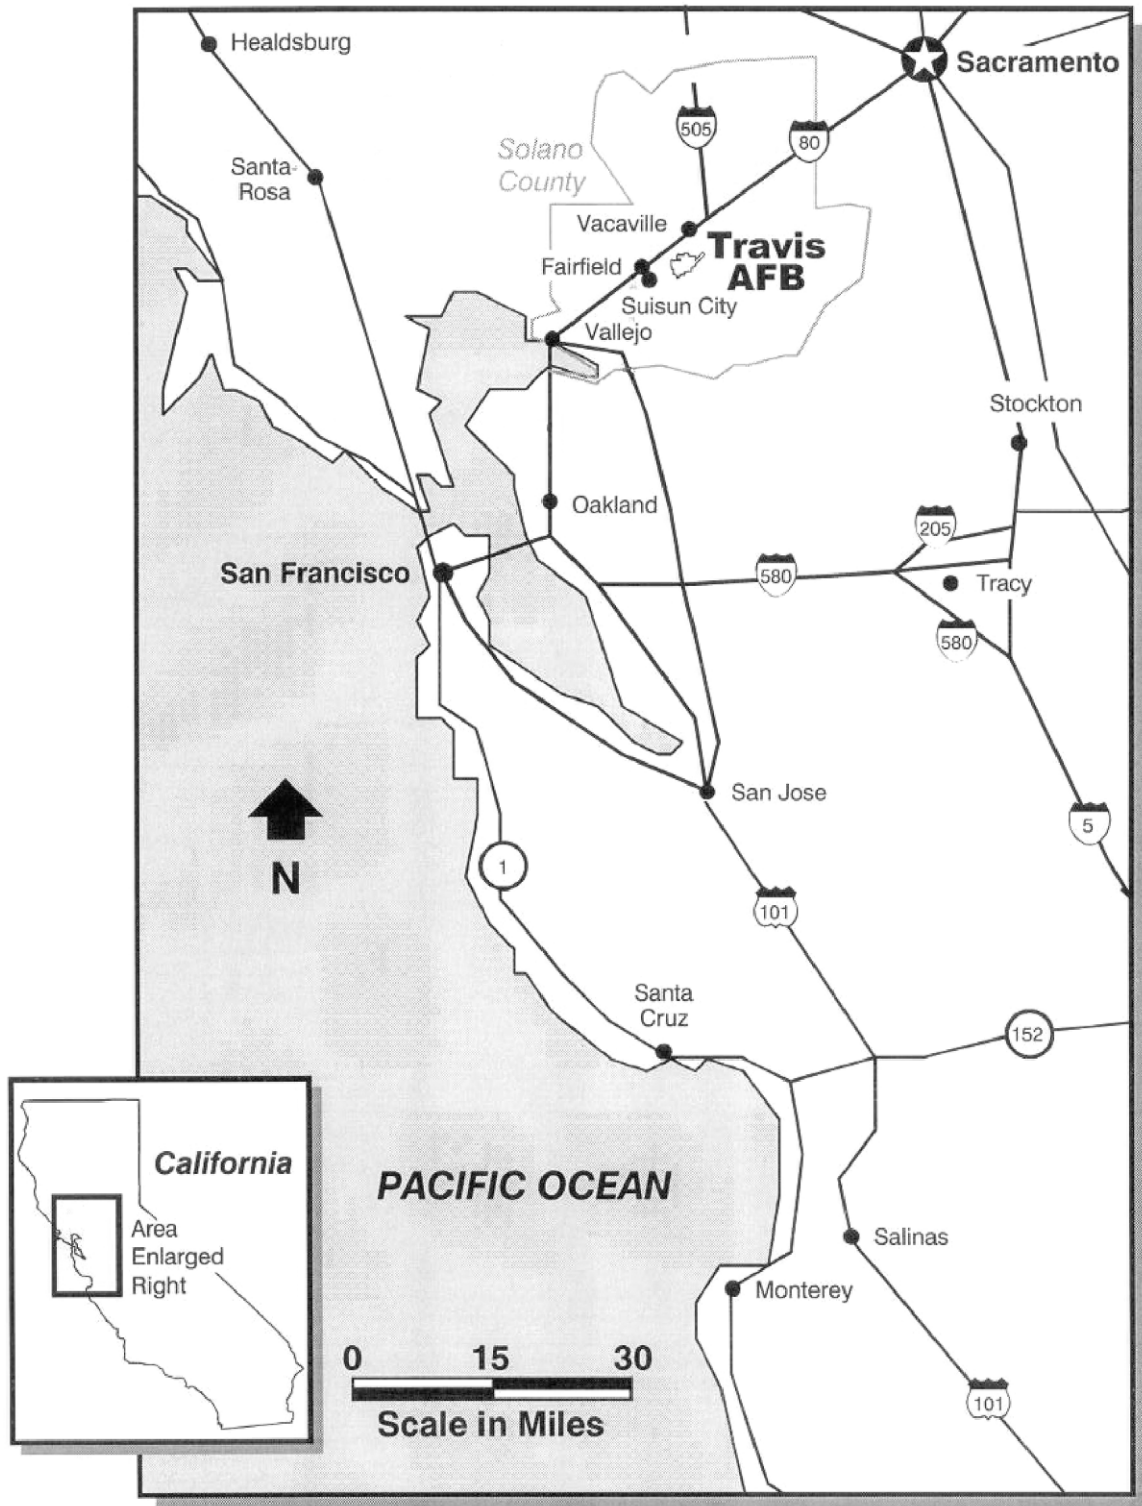 Healdsburg
Sacramento
505
80
Solano
County
Santa
Rosa
Vacaville
Travis
AFB
Fairfield
Suisun City
Vallejo
Stockton
Oakland
205
San Francisco
580
Tracy
580
San Jose
5
N
1
101
Santa
Cruz
152
California
PACIFIC OCEAN
Area
Enlarged
Right
Salinas
Monterey
0 15 30
Scale in Miles
101